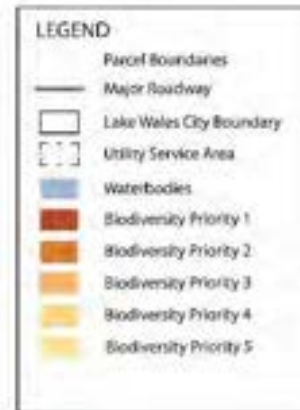 LEGEND
Parcel Boundaries
Major Roadway
Lake Wales City Boundary
Utility Service Area
Waterbodies
Biodiversity Priority 1
Biodiversity Priority 2
Biodiversity Priority 3
Biodiversity Priority 4
Biodiversity Priority 5